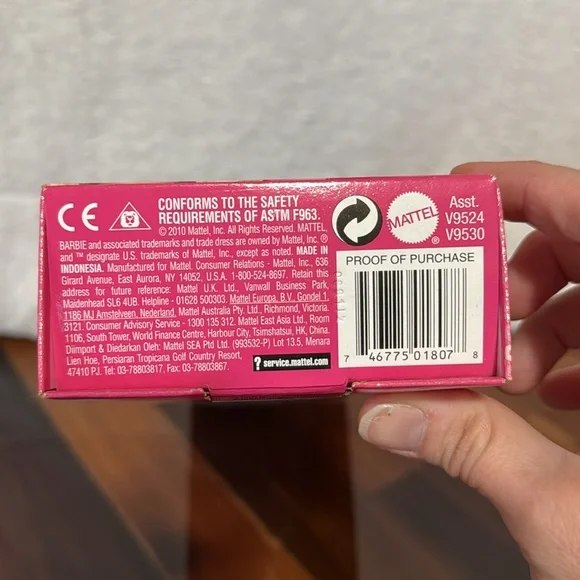 CE
CONFORMS TO THE SAFETY
REQUIREMENTS OF ASTM F963.
© 2010 Mattel, Inc. All Rights Reserved. MATTEL,
BARBIE and associated trademarks and trade dress are owned by Mattel, Inc. ®
and ™ designate U.S. trademarks of Mattel, Inc., except as noted. MADE IN
INDONESIA. Manufactured for Mattel. Consumer Relations - Mattel, Inc., 636
Girard Avenue, East Aurora, NY 14052, U.S.A. 1-800-524-8697. Retain this
address for future reference: Mattel U.K. Ltd., Vanwall Business Park,
Maidenhead SL6 4UB. Helpline - 01628 500303. Mattel Europa, B.V., Gondel 1,
1186 MJ Amstelveen, Nederland. Mattel Australia Pty. Ltd., Richmond, Victoria.
3121. Consumer Advisory Service - 1300 135 312. Mattel East Asia Ltd., Room
1106, South Tower, World Finance Centre, Harbour City, Tsimshatsui, HK, China.
Diimport & Diedarkan Oleh: Mattel SEA Ptd Ltd. (993532-P) Lot 13.5, Menara
Lien Hoe, Persiaran Tropicana Golf Country Resort,
47410 PJ. Tel: 03-78803817, Fax: 03-78803867.
? service.mattel.com
MATTEL
®
Asst.
V9524
V9530
PROOF OF PURCHASE
7 46775 01807 8